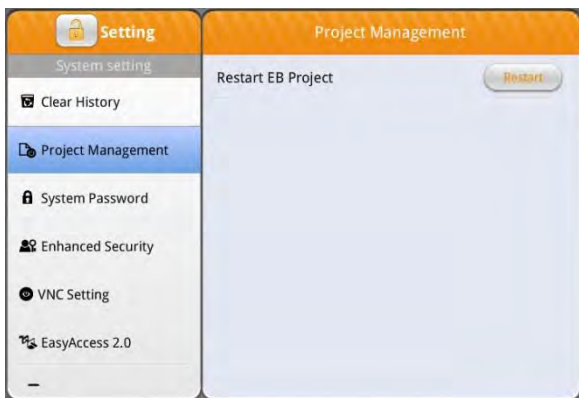 Setting
System setting
Clear History
Project Management
System Password
Enhanced Security
VNC Setting
EasyAccess 2.0
Project Management
Restart EB Project
Restart